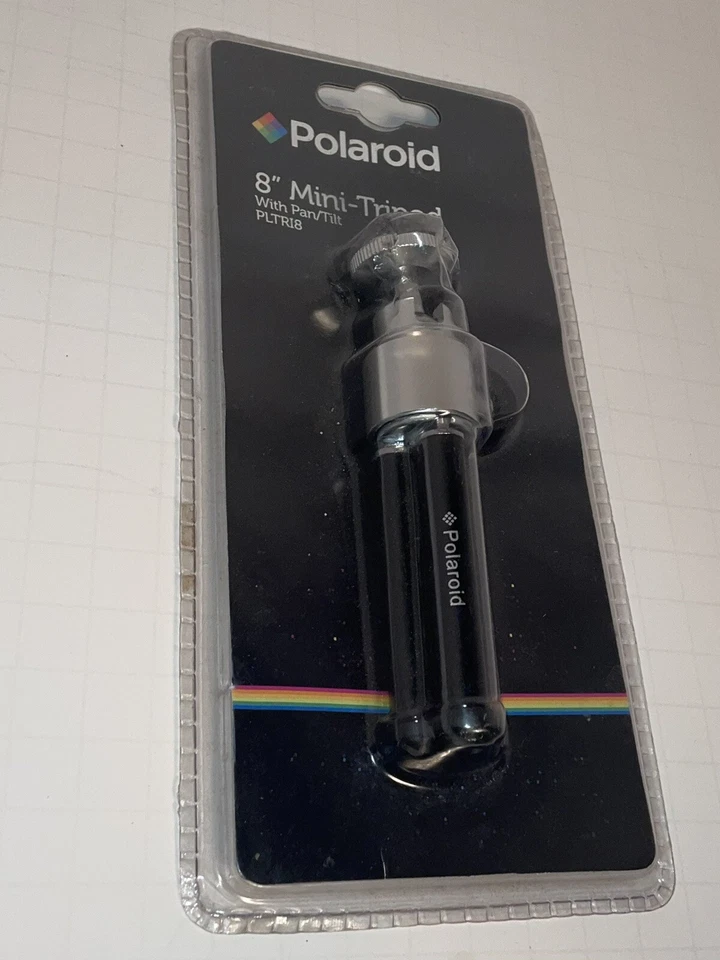 Polaroid
8” Mini-Tripod
With Pan/Tilt
PLTRI8
Polaroid